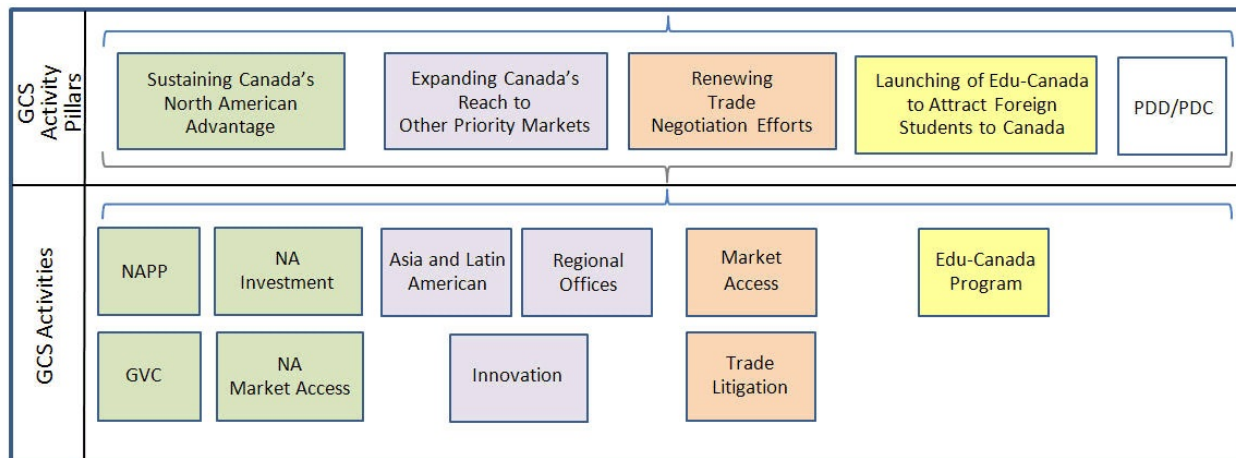 GCS
Activity
Pillars
Sustaining Canada's
North American
Advantage
Expanding Canada's
Reach to
Other Priority Markets
Renewing
Trade
Negotiation Efforts
Launching of Edu-Canada
to Attract Foreign
Students to Canada
PDD/PDC
GCS Activities
NAPP
NA
Investment
Asia and Latin
American
Regional
Offices
Market
Access
Edu-Canada
Program
GVC
NA
Market Access
Innovation
Trade
Litigation